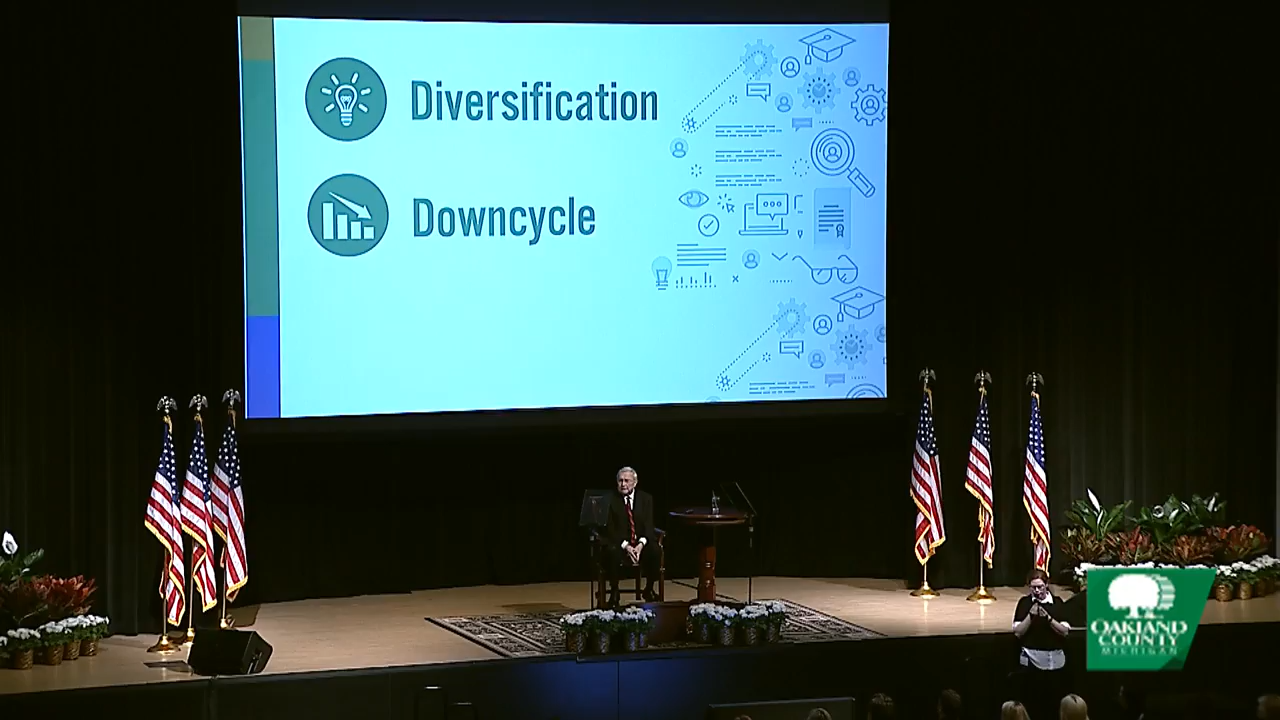 Diversification
Downcycle
OAKLAND
COUNTY
MICHIGAN